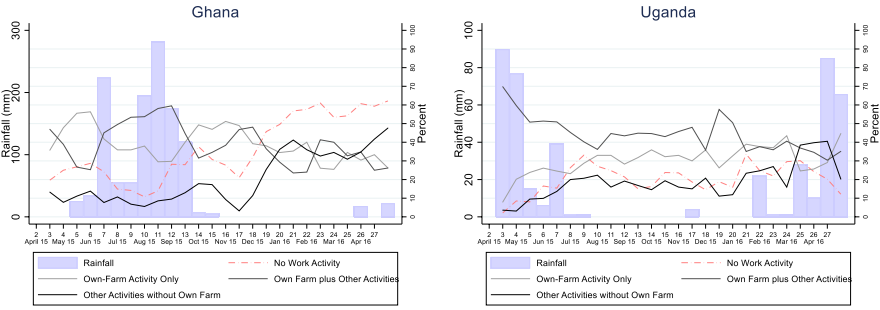 Ghana
300
200
100
0
Rainfall (mm)
100
90
80
70
60
50
40
30
20
10
0
Percent
2 3 4 5 6 7 8 9 10 11 12 13 14 15 16 17 18 19 20 21 22 23 24 25 26 27
April 15 May 15 Jun 15 Jul 15 Aug 15 Sep 15 Oct 15 Nov 15 Dec 15 Jan 16 Feb 16 Mar 16 Apr 16
Rainfall No Work Activity
Own-Farm Activity Only Own Farm plus Other Activities
Other Activities without Own Farm
Uganda
100
80
60
40
20
0
Rainfall (mm)
100
90
80
70
60
50
40
30
20
10
0
Percent
2 3 4 5 6 7 8 9 10 11 12 13 14 15 16 17 18 19 20 21 22 23 24 25 26 27
April 15 May 15 Jun 15 Jul 15 Aug 15 Sep 15 Oct 15 Nov 15 Dec 15 Jan 16 Feb 16 Mar 16 Apr 16
Rainfall No Work Activity
Own-Farm Activity Only Own Farm plus Other Activities
Other Activities without Own Farm